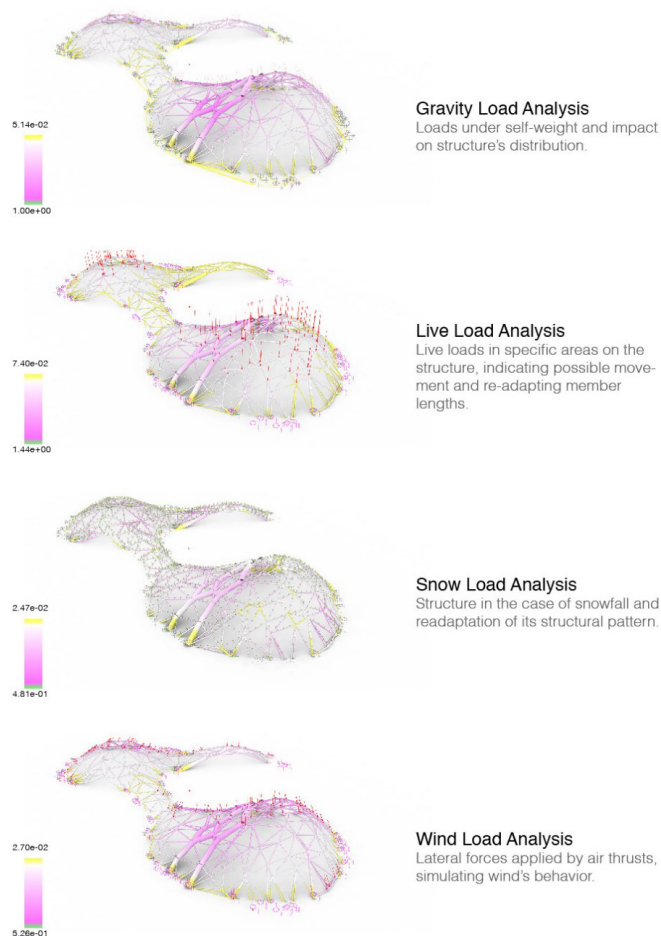 Gravity Load Analysis
Loads under self-weight and impact
on structure's distribution.
5.14e-02
1.00e+00
Live Load Analysis
Live loads in specific areas on the
structure, indicating possible move-
ment and re-adapting member
lengths.
7.40e-02
1.44e+00
Snow Load Analysis
Structure in the case of snowfall and
readaptation of its structural pattern.
2.47e-02
4.81e-01
Wind Load Analysis
Lateral forces applied by air thrusts,
simulating wind's behavior.
2.70e-02
5.26e-01